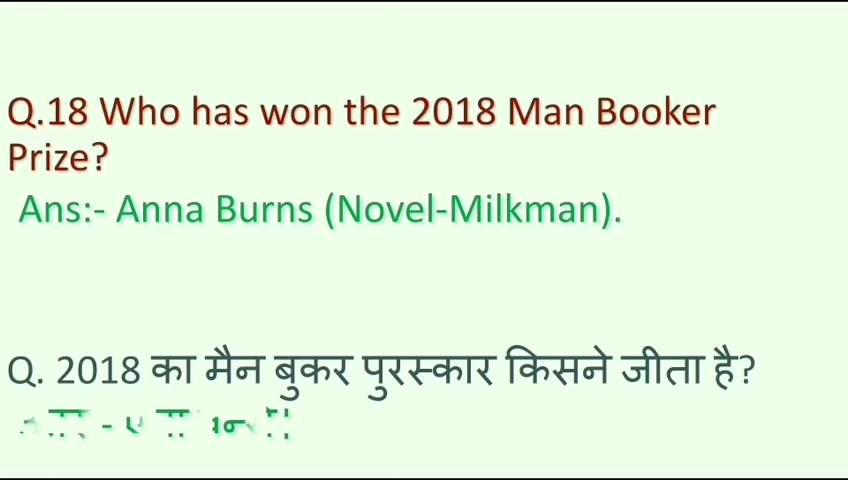 Q.18 Who has won the 2018 Man Booker
Prize?
Ans:- Anna Burns (Novel-Milkman).
Q. 2018 का मैन बुकर पुरस्कार किसने जीता है?